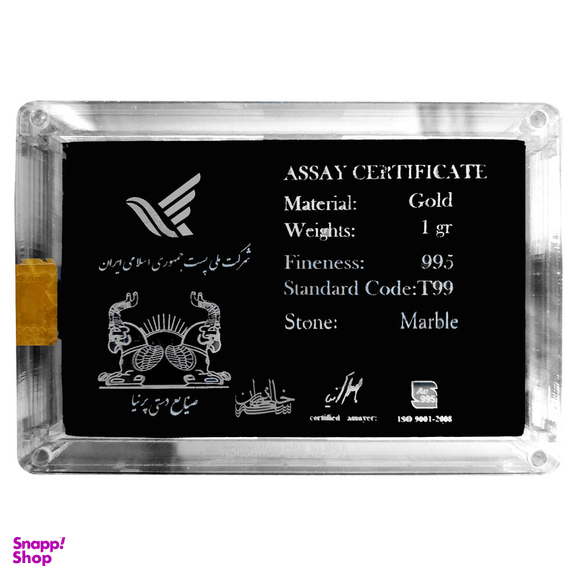 ASSAY CERTIFICATE
Material: Gold
Weights: 1 gr
Fineness: 995
Standard Code:T99
Stone: Marble
شرکت ملی پست جمهوری اسلامی ایران
صنایع دستی پرنیا
certified assayer:
ISO 9001-2008
Au
995
Snapp!
Shop